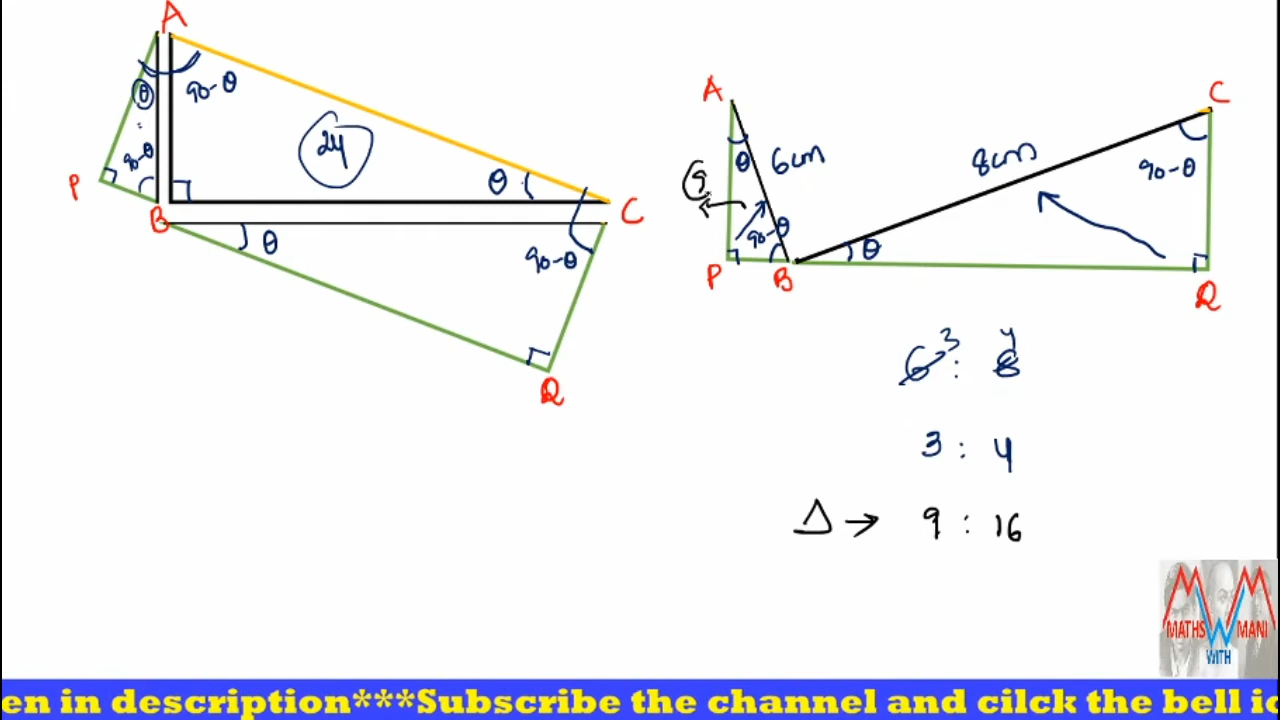 A
θ
90-θ
24
90-θ
P
B
θ
C
θ
90-θ
Q
A
C
θ
6cm
8cm
90-θ
9
90-θ
θ
P
B
Q
3 4
6 : 8
3 : 4
Δ → 9 : 16
MATHS MANI
WITH
en in description***Subscribe the channel and cilck the bell ic